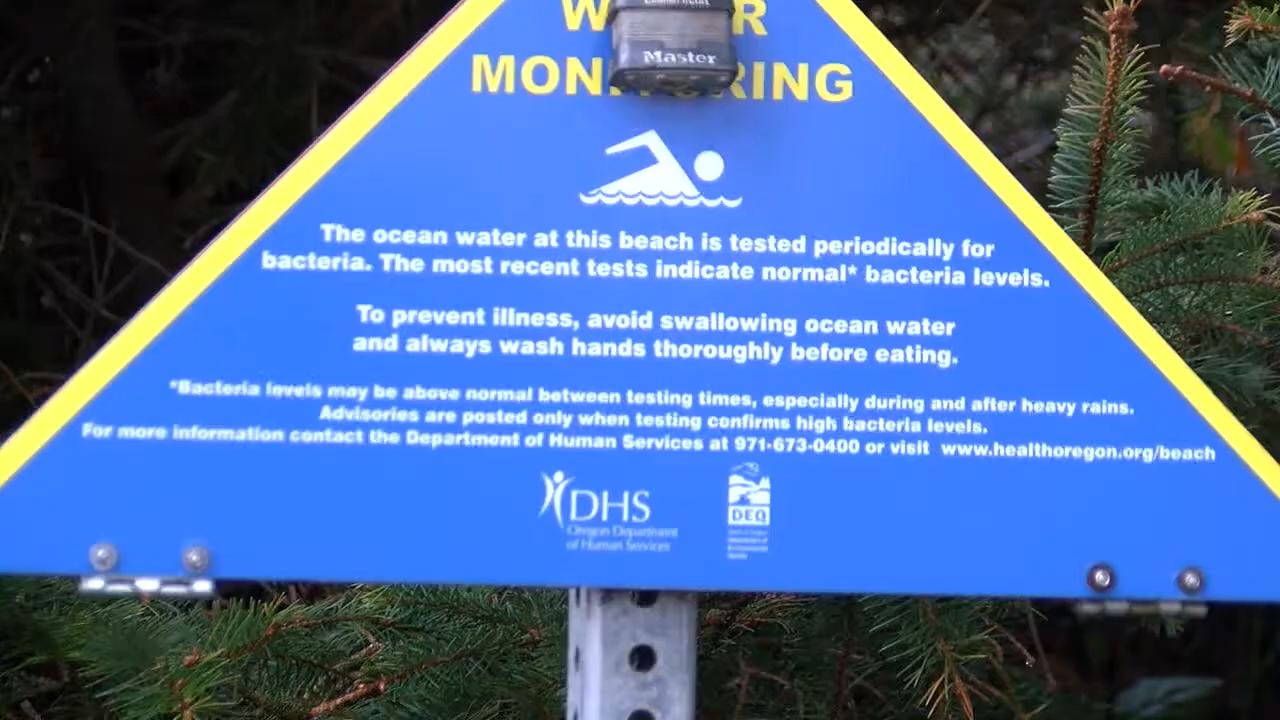 Master
The ocean water at this beach is tested periodically for
bacteria. The most recent tests indicate normal* bacteria levels.
To prevent illness, avoid swallowing ocean water
and always wash hands thoroughly before eating.
*Bacteria levels may be above normal between testing times, especially during and after heavy rains.
Advisories are posted only when testing confirms high bacteria levels.
For more information contact the Department of Human Services at 971-673-0400 or visit www.healthoregon.org/beach
DHS
Oregon Department
of Human Services
DEQ